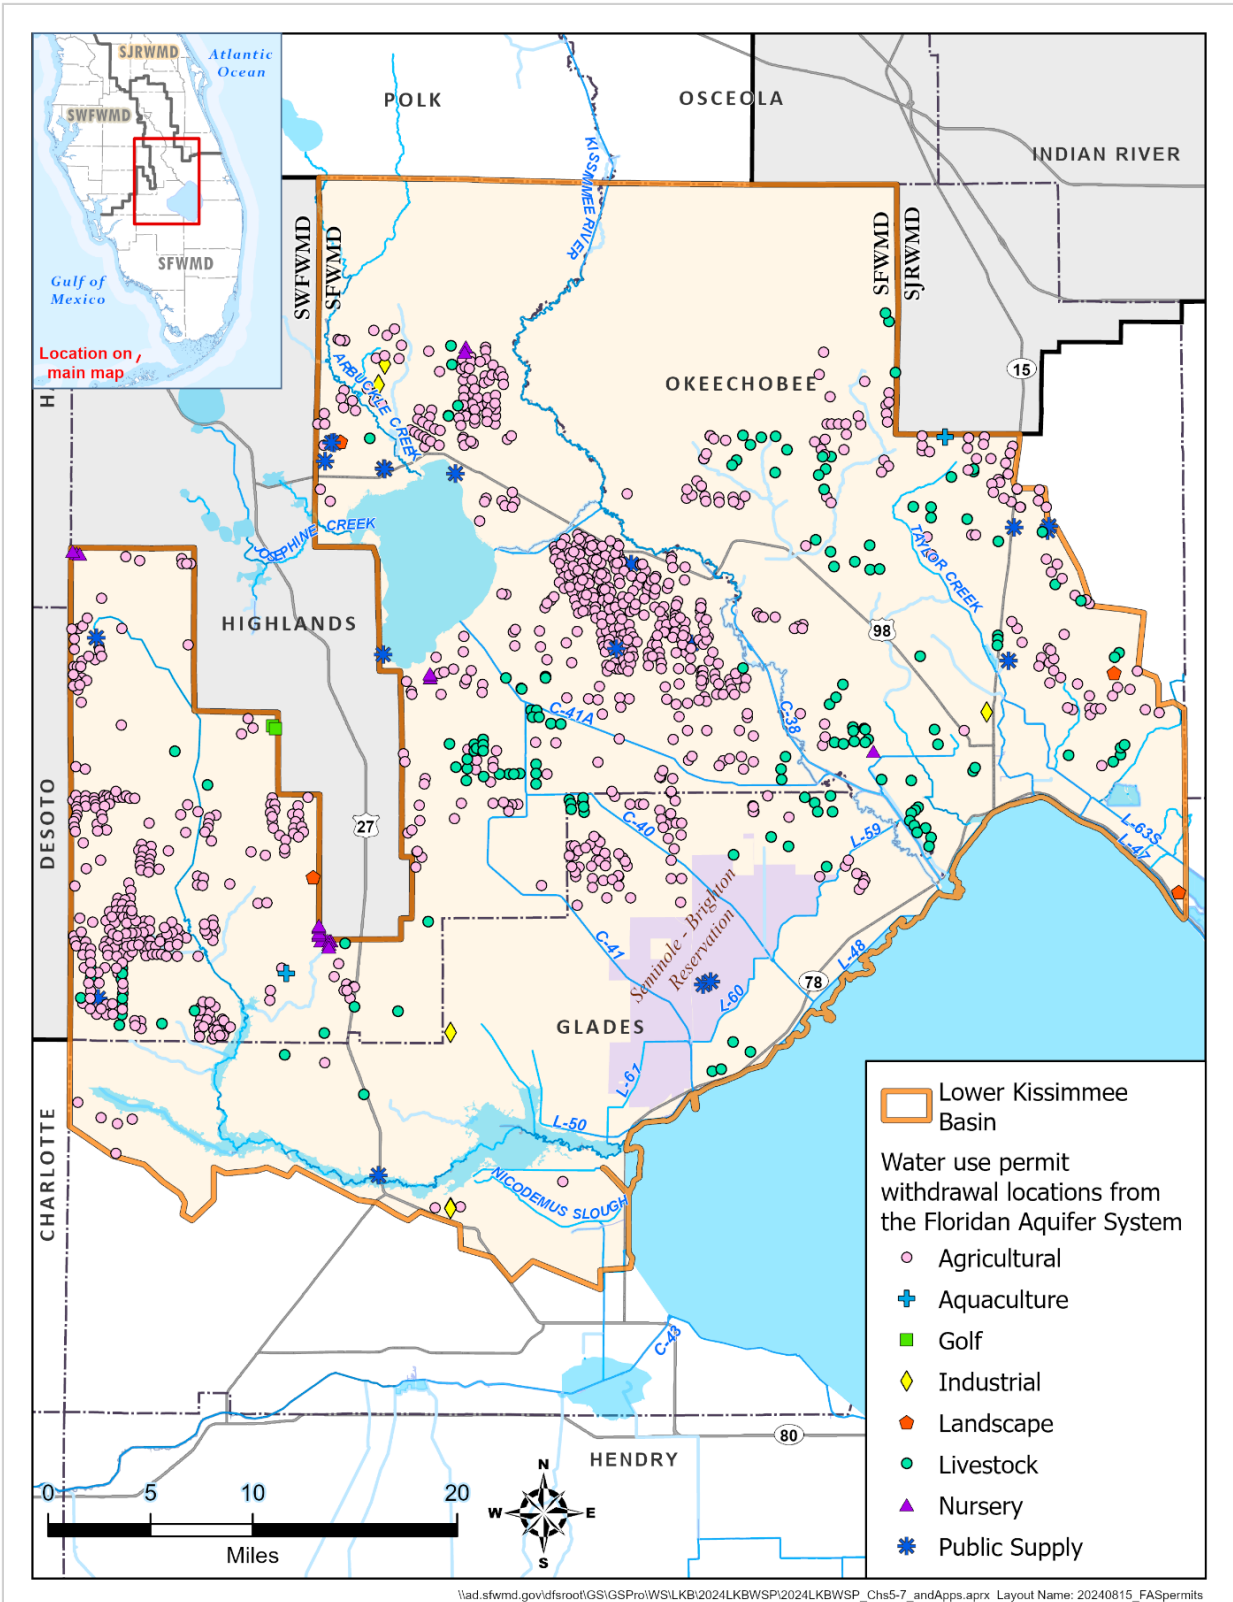 SJRWMD
Atlantic
Ocean
SWFWMD
SFWMD
Gulf of
Mexico
Location on
main map
POLK
OSCEOLA
INDIAN RIVER
KISSIMMEE RIVER
SWFWMD
SFWMD
SFWMD
SJRWMD
15
OKEECHOBEE
ARBUCKLE CREEK
H
JOSEPHINE CREEK
TAYLOR CREEK
HIGHLANDS
98
C-41A
C-38
DESOTO
27
C-40
L-59
L-63S
L-47
Seminole - Brighton
Reservation
C-41
L-48
78
L-60
GLADES
L-61
L-50
CHARLOTTE
NICODEMUS SLOUGH
C-43
80
HENDRY
Lower Kissimmee
Basin
Water use permit
withdrawal locations from
the Floridan Aquifer System
Agricultural
Aquaculture
Golf
Industrial
Landscape
Livestock
Nursery
Public Supply
0 5 10 20
Miles
N
W E
S
\\ad.sfwmd.gov\dfsroot\GS\GSPro\WS\LKB\2024LKBWSP\2024LKBWSP_Chs5-7_andApps.aprx Layout Name: 20240815_FASpermits